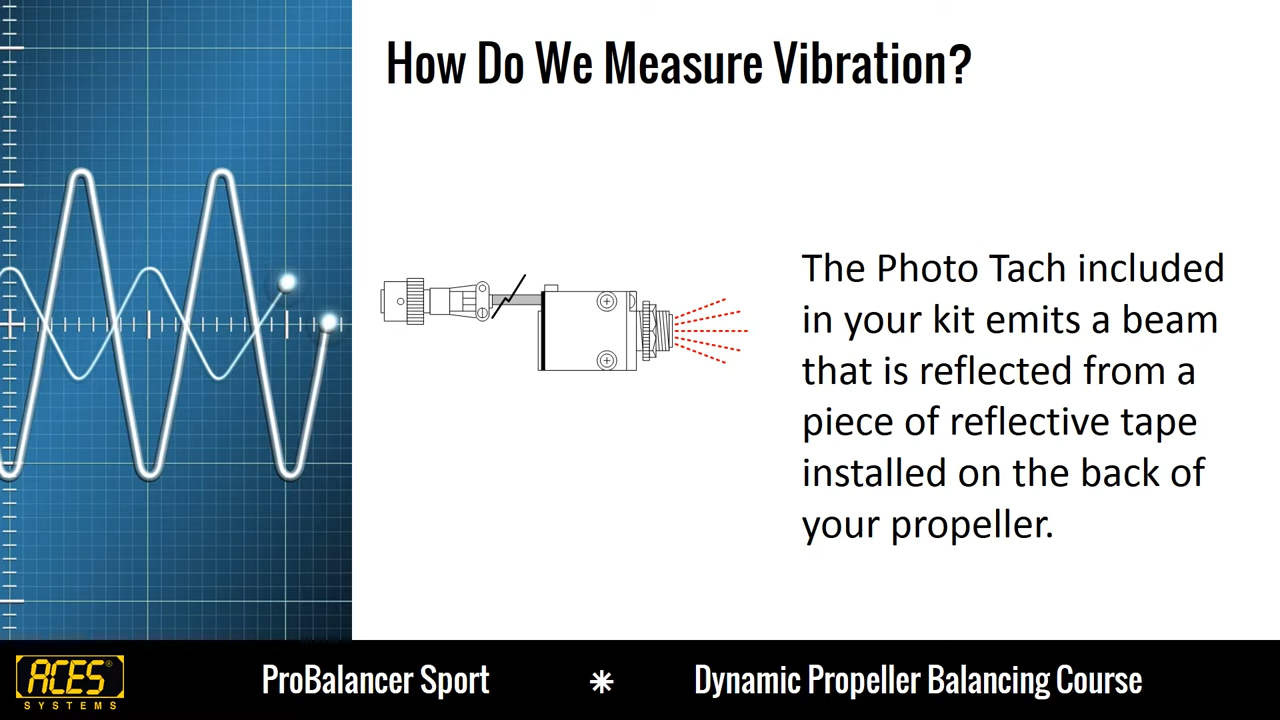 How Do We Measure Vibration?
The Photo Tach included
in your kit emits a beam
that is reflected from a
piece of reflective tape
installed on the back of
your propeller.
ACES®
SYSTEMS
ProBalancer Sport
Dynamic Propeller Balancing Course